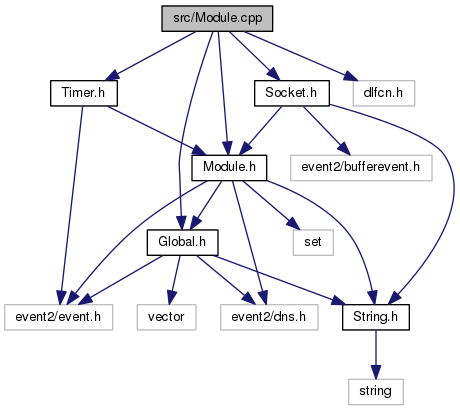 src/Module.cpp
Timer.h
Socket.h
dlfcn.h
Module.h
event2/bufferevent.h
Global.h
set
event2/event.h
vector
event2/dns.h
String.h
string